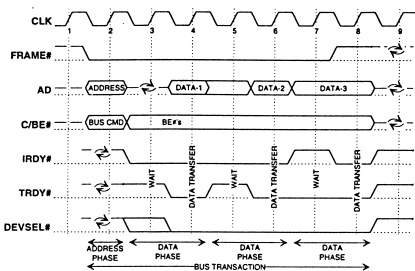 CLK
1 2 3 4 5 6 7 8 9
FRAME#
AD
ADDRESS DATA-1 DATA-2 DATA-3
C/BE#
BUS CMD BE#'s
IRDY#
WAIT DATA TRANSFER WAIT DATA TRANSFER WAIT DATA TRANSFER
TRDY#
DEVSEL#
ADDRESS PHASE
DATA PHASE
DATA PHASE
DATA PHASE
BUS TRANSACTION